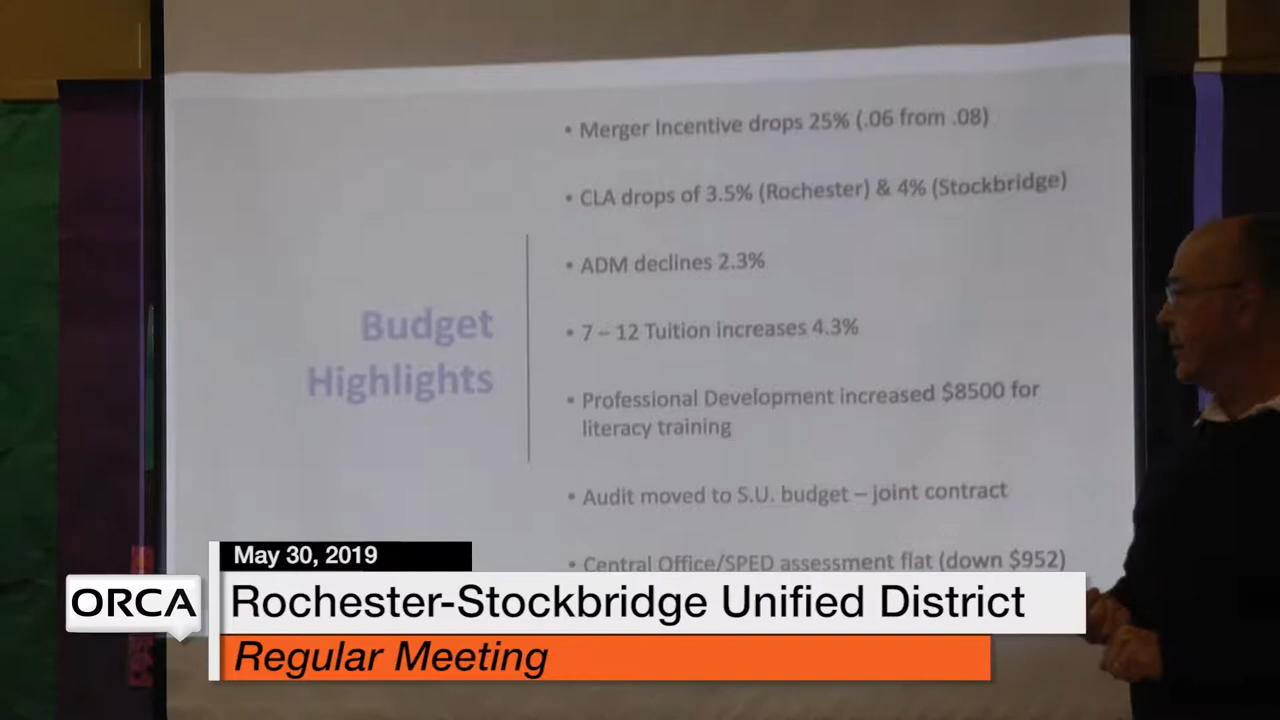 Budget
Highlights
• Merger Incentive drops 25% (.06 from .08)
• CLA drops of 3.5% (Rochester) & 4% (Stockbridge)
• ADM declines 2.3%
• 7 – 12 Tuition increases 4.3%
• Professional Development increased $8500 for
literacy training
• Audit moved to S.U. budget – joint contract
• Central Office/SPED assessment flat (down $952)
May 30, 2019
ORCA
Rochester-Stockbridge Unified District
Regular Meeting